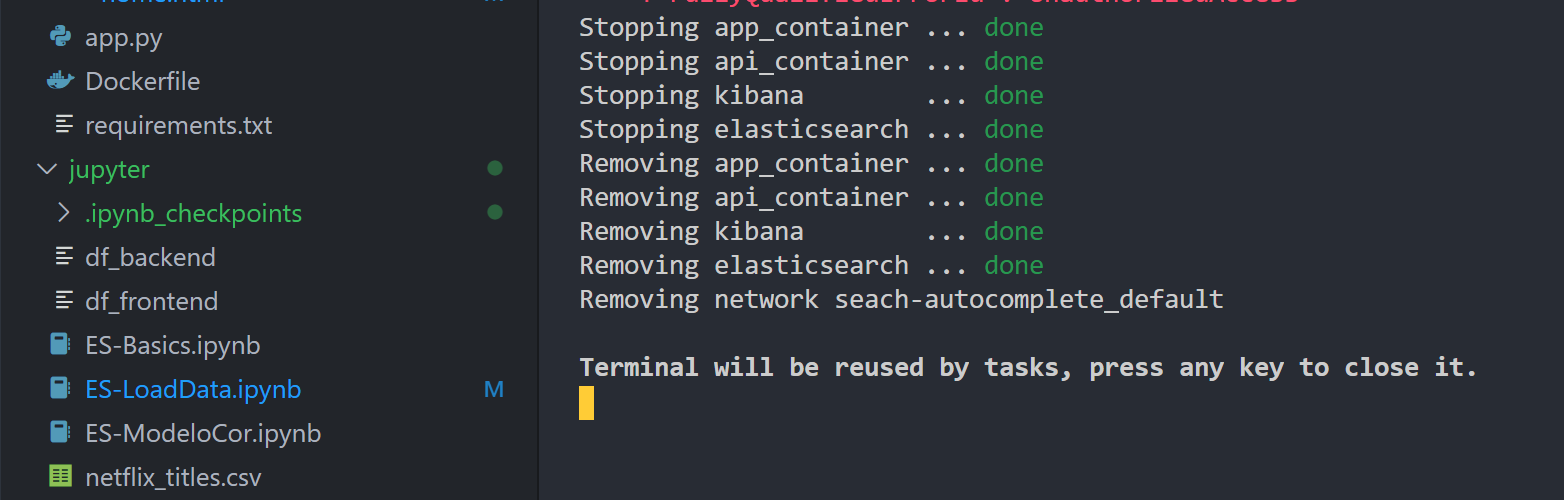 home.html
app.py
Dockerfile
requirements.txt
jupyter
.ipynb_checkpoints
df_backend
df_frontend
ES-Basics.ipynb
ES-LoadData.ipynb M
ES-ModeloCor.ipynb
netflix_titles.csv
Stopping app_container ... done
Stopping api_container ... done
Stopping kibana ... done
Stopping elasticsearch ... done
Removing app_container ... done
Removing api_container ... done
Removing kibana ... done
Removing elasticsearch ... done
Removing network seach-autocomplete_default
Terminal will be reused by tasks, press any key to close it.